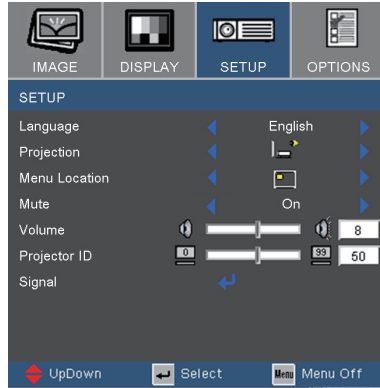 IMAGE DISPLAY SETUP OPTIONS
SETUP
Language English
Projection
Menu Location
Mute On
Volume 8
Projector ID 0 99 50
Signal
UpDown Select Menu Menu Off